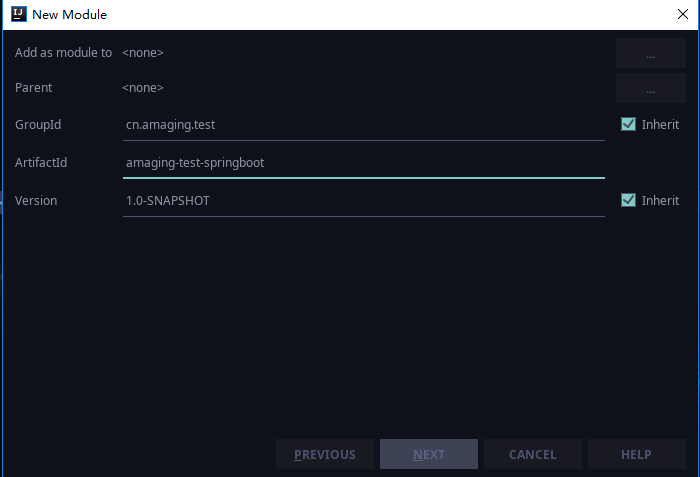 IJ New Module
Add as module to <none> ...
Parent <none> ...
GroupId cn.amaging.test Inherit
ArtifactId amaging-test-springboot
Version 1.0-SNAPSHOT Inherit
PREVIOUS NEXT CANCEL HELP